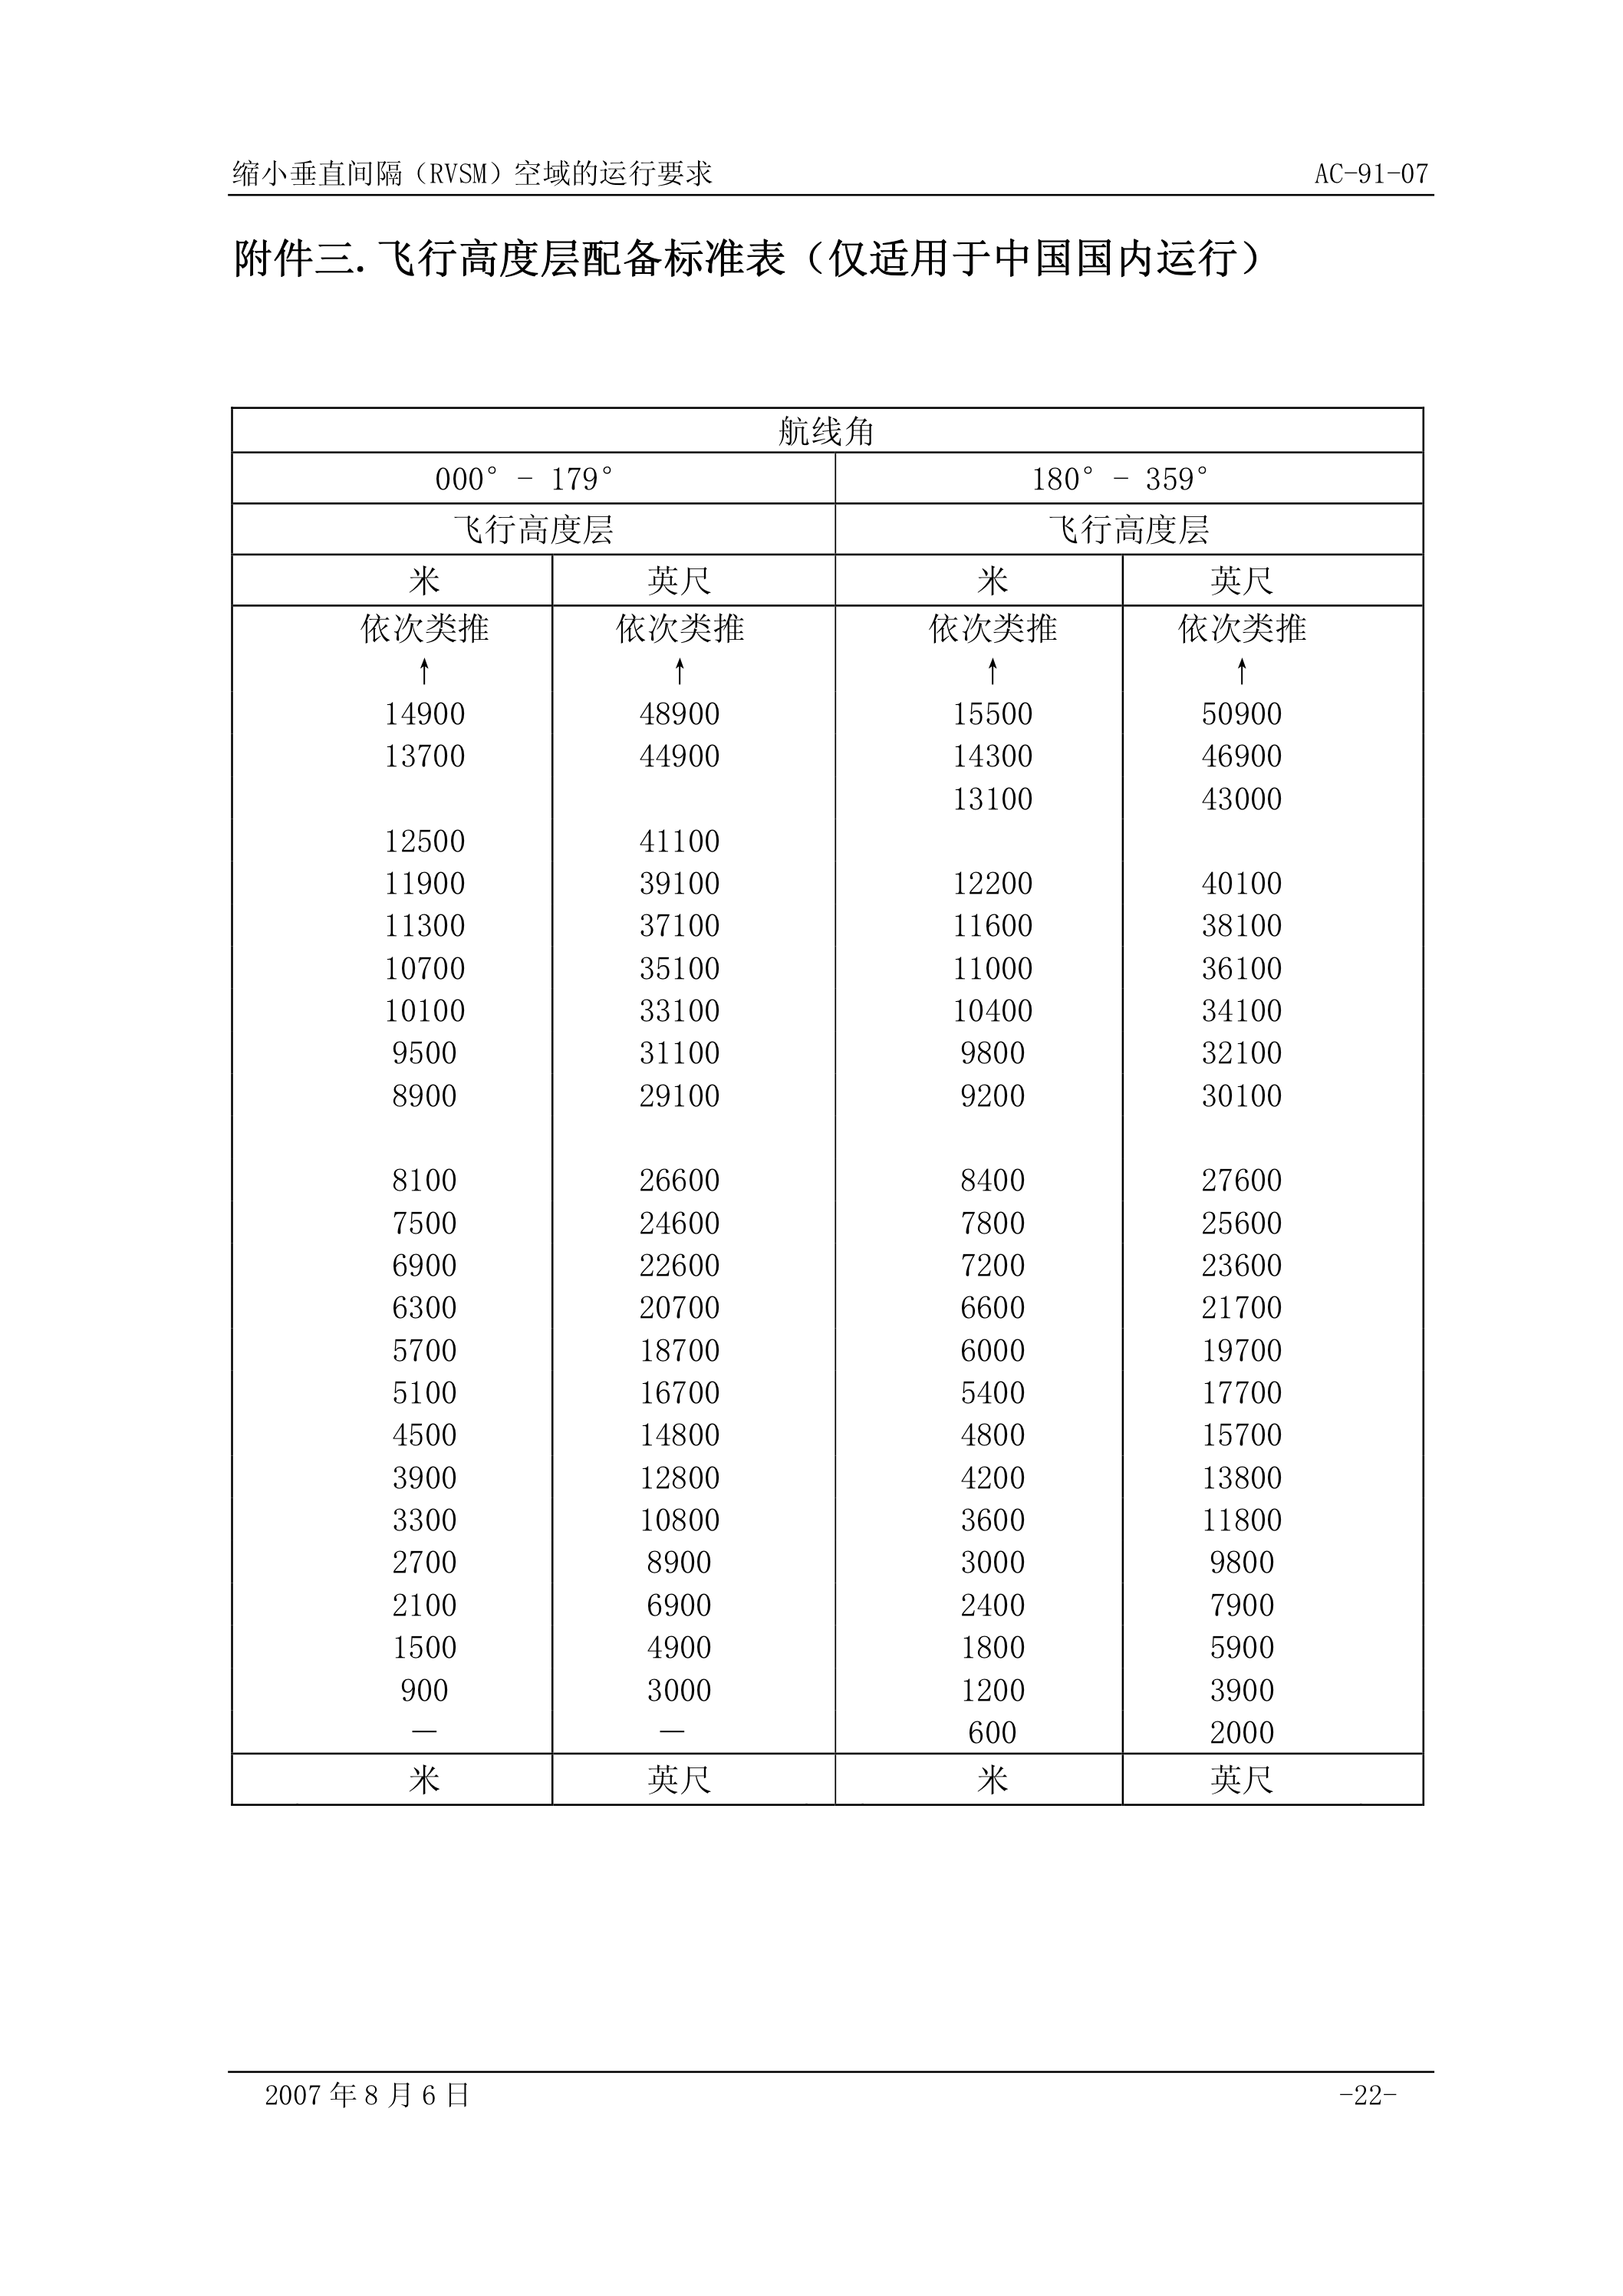 缩小垂直间隔（RVSM）空域的运行要求 AC-91-07
附件三. 飞行高度层配备标准表（仅适用于中国国内运行）
航线角
000° - 179° 180° - 359°
飞行高度层 飞行高度层
米 英尺 米 英尺
依次类推 依次类推 依次类推 依次类推
↑ ↑ ↑ ↑
14900 48900 15500 50900
13700 44900 14300 46900
13100 43000
12500 41100
11900 39100 12200 40100
11300 37100 11600 38100
10700 35100 11000 36100
10100 33100 10400 34100
9500 31100 9800 32100
8900 29100 9200 30100
8100 26600 8400 27600
7500 24600 7800 25600
6900 22600 7200 23600
6300 20700 6600 21700
5700 18700 6000 19700
5100 16700 5400 17700
4500 14800 4800 15700
3900 12800 4200 13800
3300 10800 3600 11800
2700 8900 3000 9800
2100 6900 2400 7900
1500 4900 1800 5900
900 3000 1200 3900
— — 600 2000
米 英尺 米 英尺
2007 年 8 月 6 日 -22-